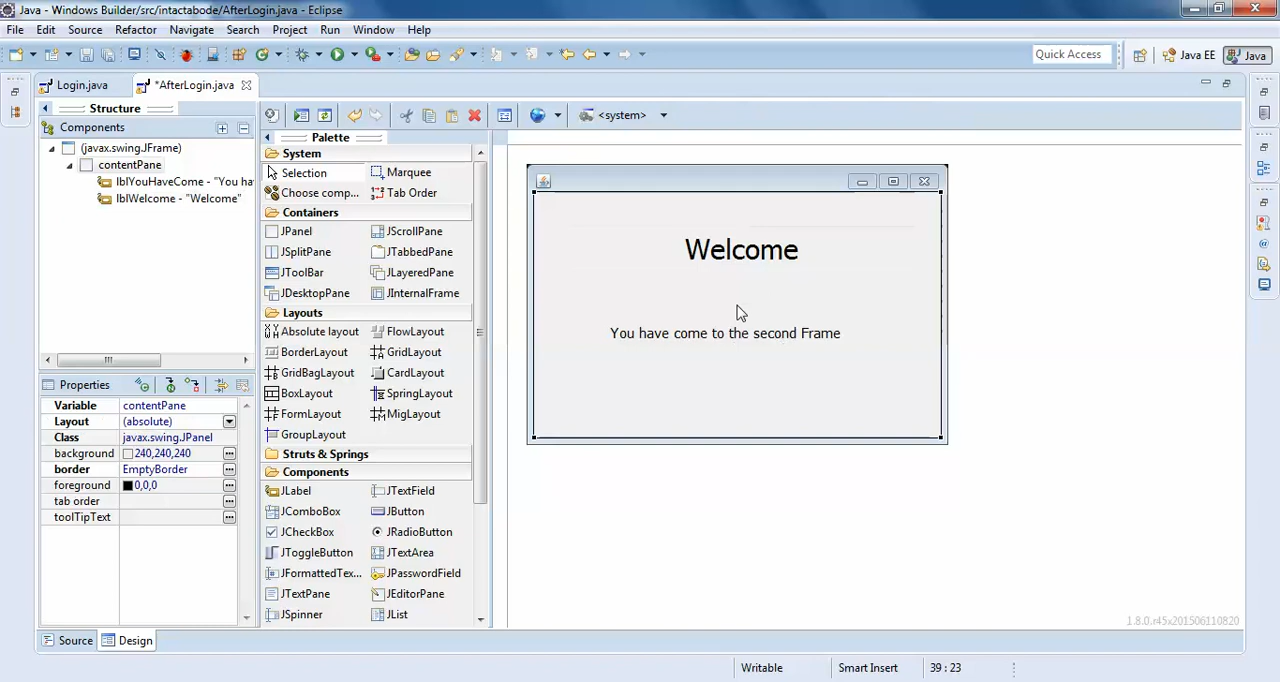 Java - Windows Builder/src/intactabode/AfterLogin.java - Eclipse
File Edit Source Refactor Navigate Search Project Run Window Help
Quick Access Java EE Java
Login.java *AfterLogin.java
Structure
Components
(javax.swing.JFrame)
contentPane
lblYouHaveCome - "You ha
lblWelcome - "Welcome"
Properties
Variable contentPane
Layout (absolute)
Class javax.swing.JPanel
background 240,240,240
border EmptyBorder
foreground 0,0,0
tab order
toolTipText
<system>
Palette
System
Selection Marquee
Choose comp... Tab Order
Containers
JPanel JScrollPane
JSplitPane JTabbedPane
JToolBar JLayeredPane
JDesktopPane JInternalFrame
Layouts
Absolute layout FlowLayout
BorderLayout GridLayout
GridBagLayout CardLayout
BoxLayout SpringLayout
FormLayout MigLayout
GroupLayout
Struts & Springs
Components
JLabel JTextField
JComboBox JButton
JCheckBox JRadioButton
JToggleButton JTextArea
JFormattedTex... JPasswordField
JTextPane JEditorPane
JSpinner JList
Welcome
You have come to the second Frame
1.8.0.r45x201506110820
Source Design
Writable Smart Insert 39 : 23